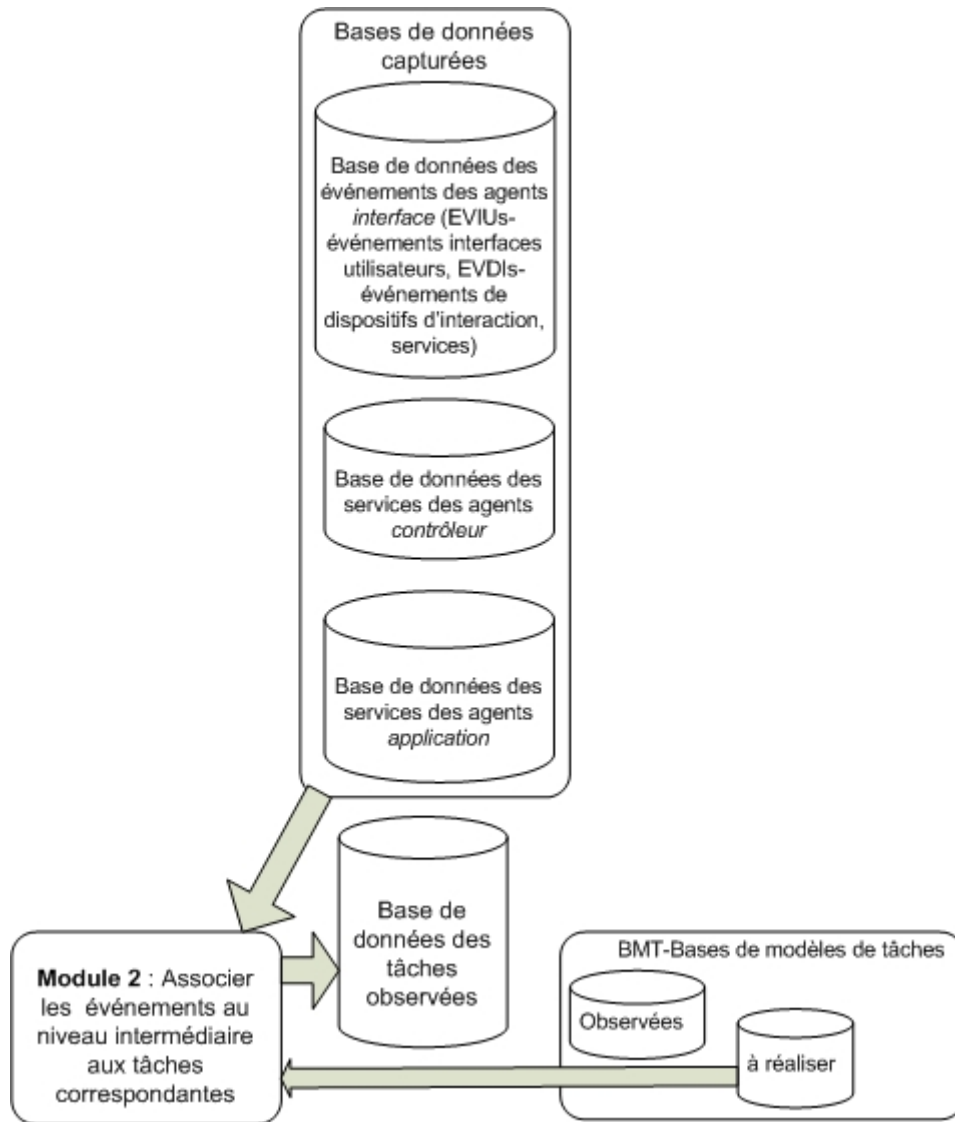 Bases de données
capturées
Base de données des
événements des agents
interface (EVIUs-
événements interfaces
utilisateurs, EVDIs-
événements de
dispositifs d'interaction,
services)
Base de données des
services des agents
contrôleur
Base de données des
services des agents
application
Base de
données des
tâches
observées
Module 2 : Associer
les événements au
niveau intermédiaire
aux tâches
correspondantes
BMT-Bases de modèles de tâches
Observées
à réaliser